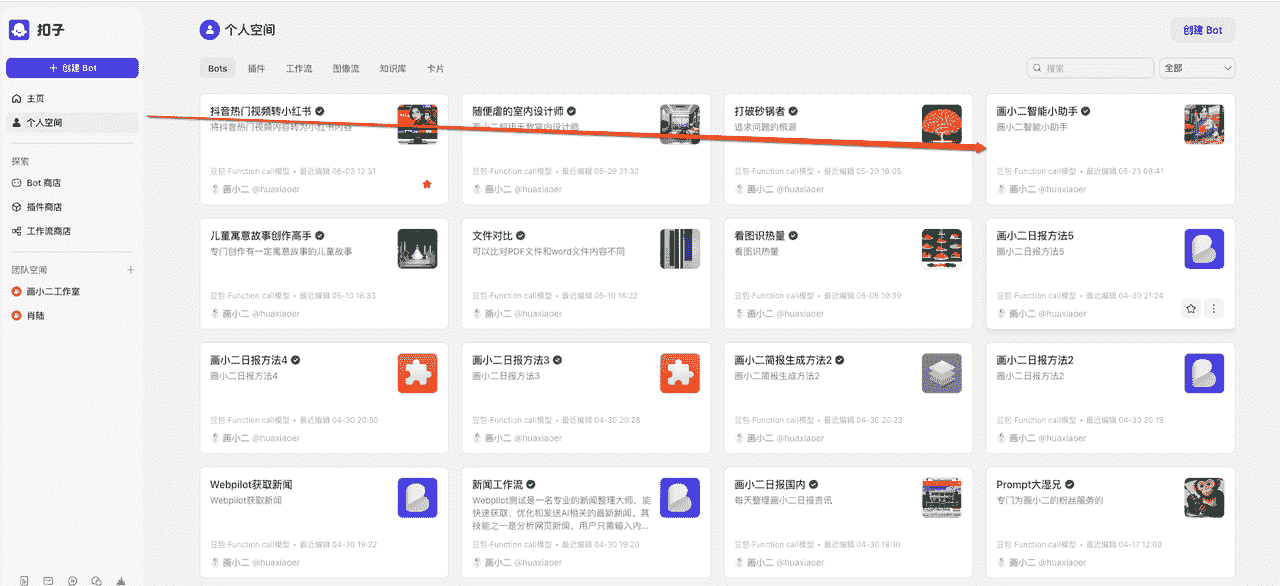 扣子
+ 创建 Bot
主页
个人空间
探索
Bot 商店
插件商店
工作流商店
团队空间 +
画小二工作室
肖陆
个人空间
创建 Bot
Bots 插件 工作流 图像流 知识库 卡片
搜索
全部
抖音热门视频转小红书
将抖音热门视频内容转为小红书内容
豆包·Function call模型 • 最近编辑 06-03 12:31
画小二 @huaxiaoer
随便虐的室内设计师
豆包·Function call模型 • 最近编辑 05-29 21:32
画小二 @huaxiaoer
打破砂锅者
追求问题的根源
豆包·Function call模型 • 最近编辑 05-29 16:05
画小二 @huaxiaoer
画小二智能小助手
画小二智能小助手
豆包·Function call模型 • 最近编辑 05-23 09:41
画小二 @huaxiaoer
儿童寓意故事创作高手
专门创作有一定寓意故事的儿童故事
豆包·Function call模型 • 最近编辑 05-10 16:33
画小二 @huaxiaoer
文件对比
可以比对PDF文件和word文件内容不同
豆包·Function call模型 • 最近编辑 05-10 16:22
画小二 @huaxiaoer
看图识热量
看图识热量
豆包·Function call模型 • 最近编辑 05-05 19:39
画小二 @huaxiaoer
画小二日报方法5
画小二日报方法5
豆包·Function call模型 • 最近编辑 04-30 21:24
画小二 @huaxiaoer
画小二日报方法4
画小二日报方法4
豆包·Function call模型 • 最近编辑 04-30 20:50
画小二 @huaxiaoer
画小二日报方法3
画小二日报方法3
豆包·Function call模型 • 最近编辑 04-30 20:28
画小二 @huaxiaoer
画小二简报生成方法2
画小二简报生成方法2
豆包·Function call模型 • 最近编辑 04-30 20:23
画小二 @huaxiaoer
画小二日报方法2
画小二日报方法2
豆包·Function call模型 • 最近编辑 04-30 20:19
画小二 @huaxiaoer
Webpilot获取新闻
Webpilot获取新闻
豆包·Function call模型 • 最近编辑 04-30 19:22
画小二 @huaxiaoer
新闻工作流
Webpilot测试是一名专业的新闻整理大师，能
快速获取、优化和发送AI相关的最新新闻。其
技能之一是分析网页新闻，用户只需输入内...
豆包·Function call模型 • 最近编辑 04-30 19:20
画小二 @huaxiaoer
画小二日报国内
每天整理画小二日报资讯
豆包·Function call模型 • 最近编辑 04-30 18:10
画小二 @huaxiaoer
Prompt大湿兄
专门为画小二的粉丝服务的
豆包·Function call模型 • 最近编辑 04-17 12:00
画小二 @huaxiaoer